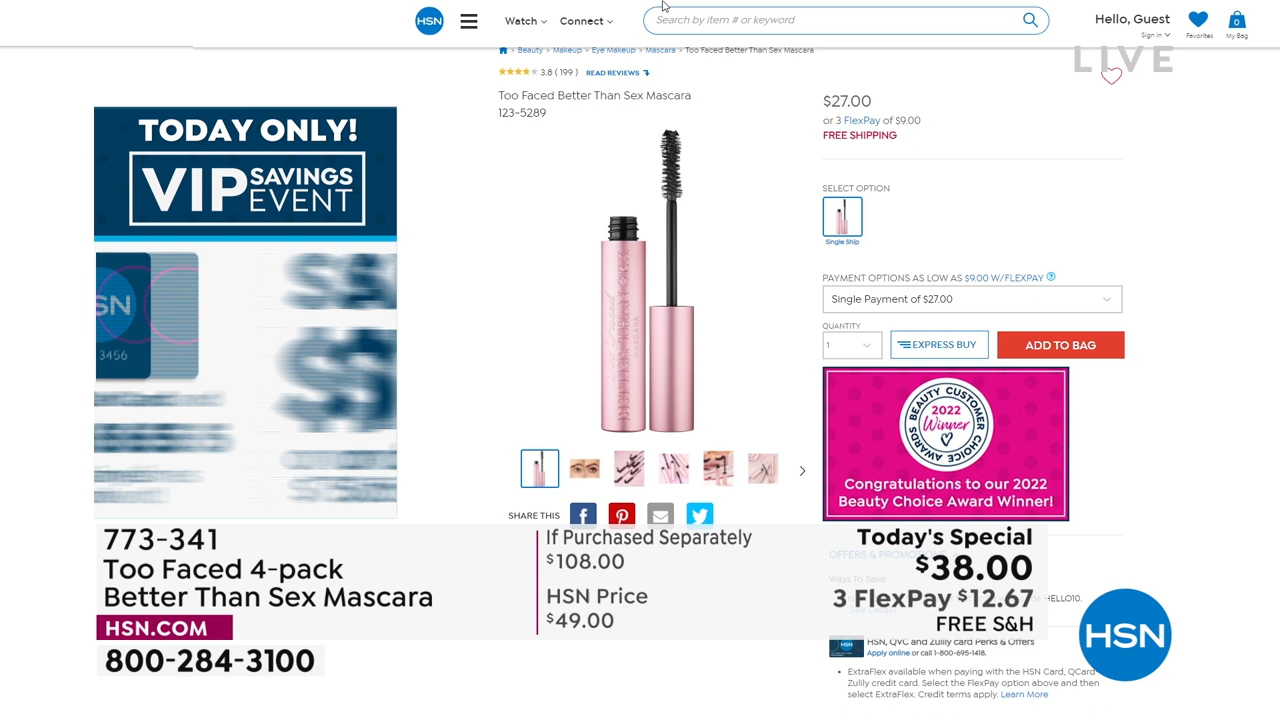 HSN
Watch
Connect
Search by item # or keyword
Hello, Guest
Sign In
Favorites
0
My Bag
LIVE
> Beauty > Makeup > Eye Makeup > Mascara > Too Faced Better Than Sex Mascara
3.8 ( 199 ) READ REVIEWS
Too Faced Better Than Sex Mascara
123-5289
$27.00
or 3 FlexPay of $9.00
FREE SHIPPING
SELECT OPTION
Single Ship
PAYMENT OPTIONS AS LOW AS $9.00 W/FLEXPAY ?
Single Payment of $27.00
QUANTITY
1
EXPRESS BUY
ADD TO BAG
TODAY ONLY!
VIP SAVINGS EVENT
SN
3456
MASCARA
BEAUTY CUSTOMER CHOICE AWARDS
2022
Winner
Congratulations to our 2022
Beauty Choice Award Winner!
SHARE THIS
773-341
Too Faced 4-pack
Better Than Sex Mascara
HSN.COM
800-284-3100
If Purchased Separately
$108.00
HSN Price
$49.00
Today's Special
$38.00
3 FlexPay $12.67
FREE S&H
OFFERS & PROMOTIONS
Ways To Save
HELLO10.
HSN
HSN, QVC and Zulily card Perks & Offers
Apply online or call 1-800-695-1418.
• ExtraFlex available when paying with the HSN Card, QCard
Zulily credit card. Select the FlexPay option above and then
select ExtraFlex. Credit terms apply. Learn More